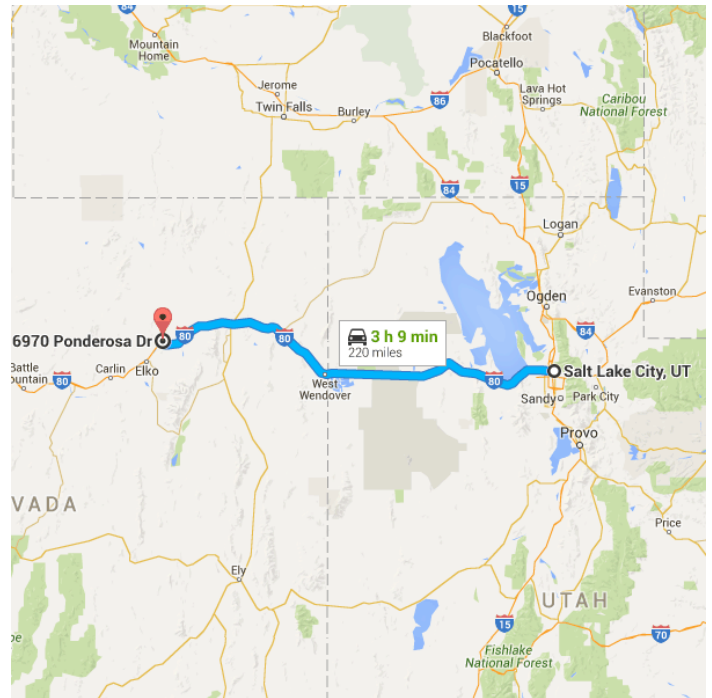 15
Mountain
Home
Blackfoot
Pocatello
Jerome
Twin Falls
Burley
86
Lava Hot
Springs
Caribou
National Forest
84
15
Logan
Ogden
Evanston
80
6970 Ponderosa Dr
80
3 h 9 min
220 miles
84
Battle
ountain
80
Carlin
Elko
West
Wendover
80
Salt Lake City, UT
Sandy
Park City
Provo
VADA
Price
Ely
UTAH
15
70
Fishlake
National Forest